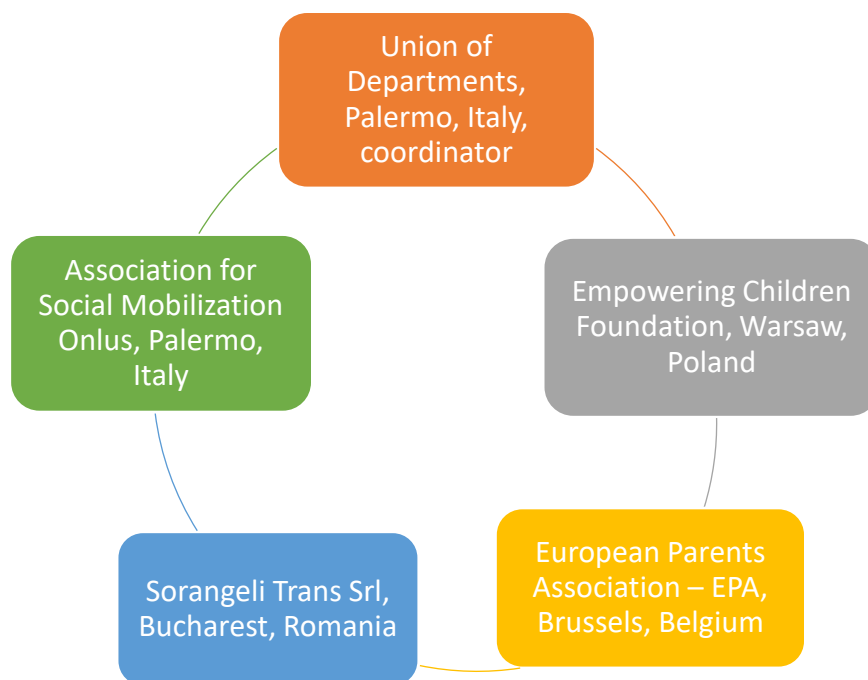 Union of
Departments,
Palermo, Italy,
coordinator
Empowering Children
Foundation, Warsaw,
Poland
European Parents
Association – EPA,
Brussels, Belgium
Sorangeli Trans Srl,
Bucharest, Romania
Association for
Social Mobilization
Onlus, Palermo,
Italy